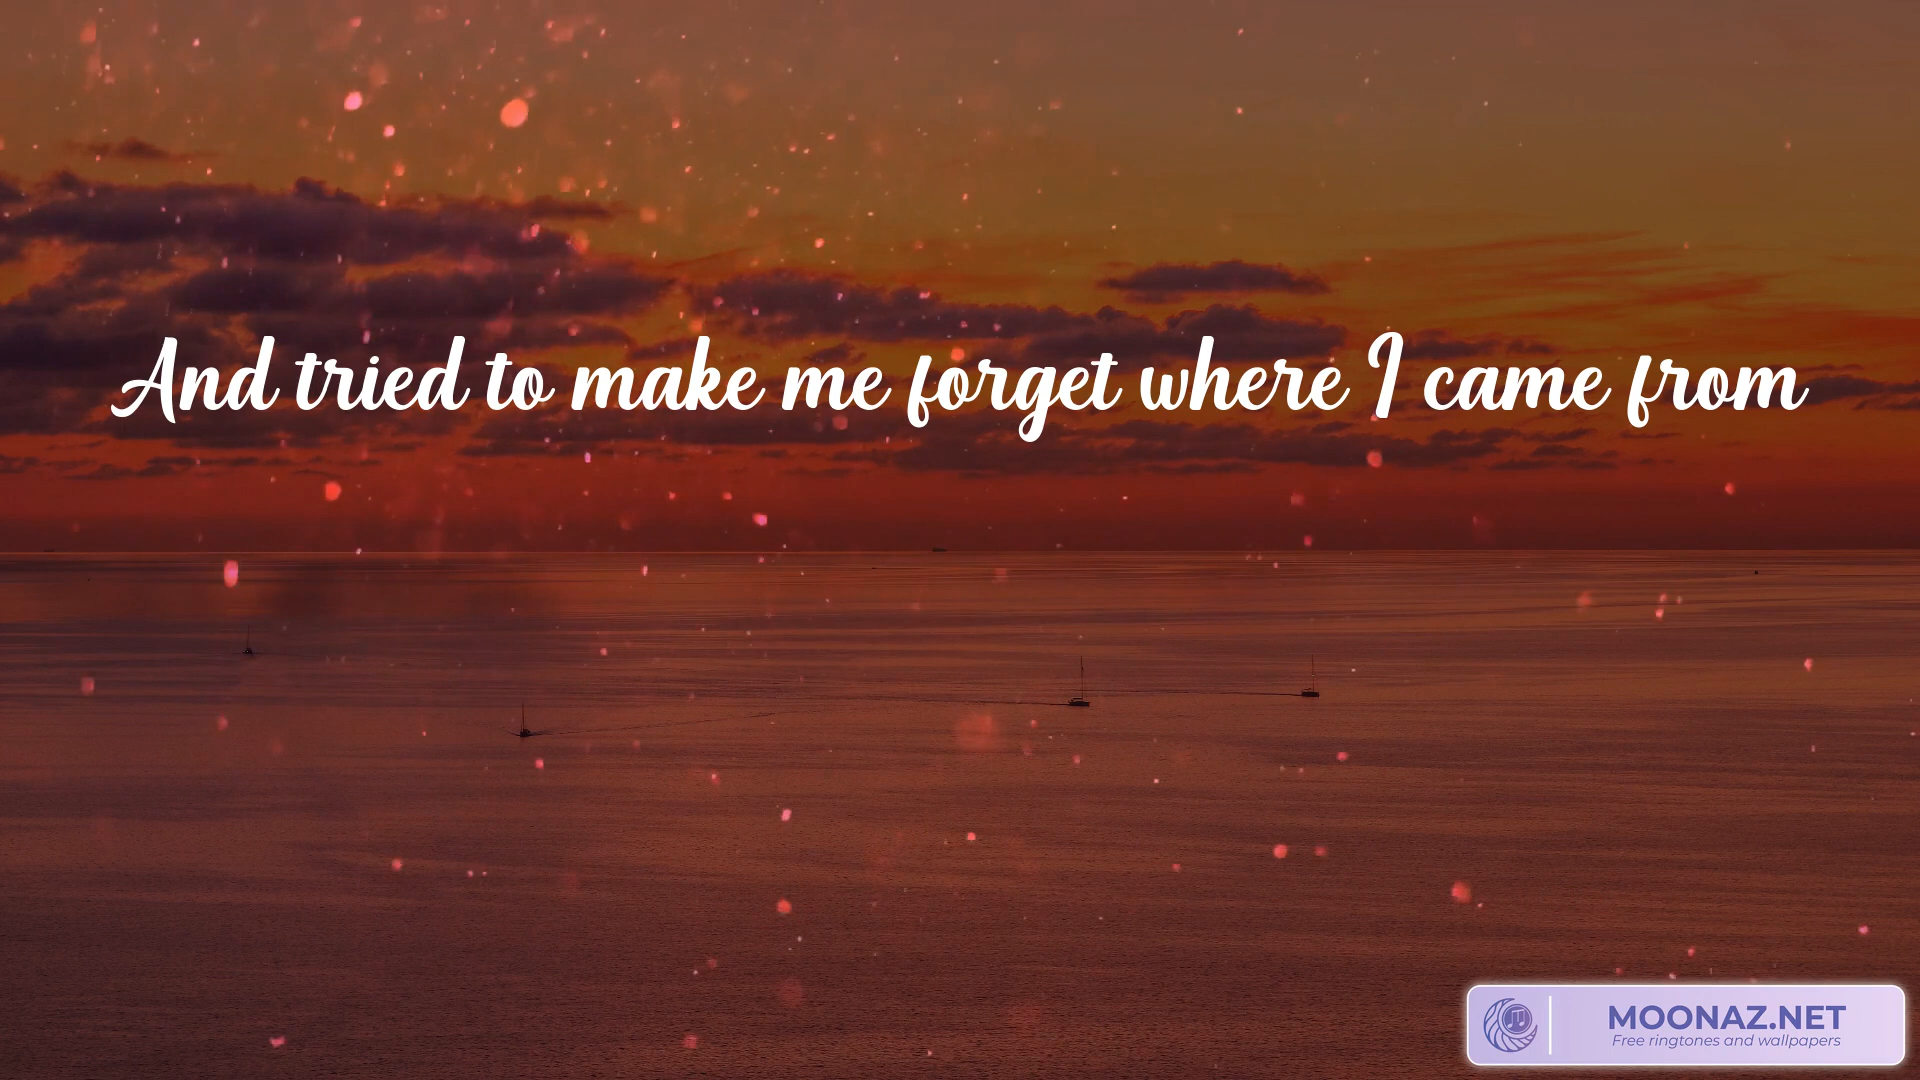 And tried to make me forget where I came from
MOONAZ.NET
Free ringtones and wallpapers